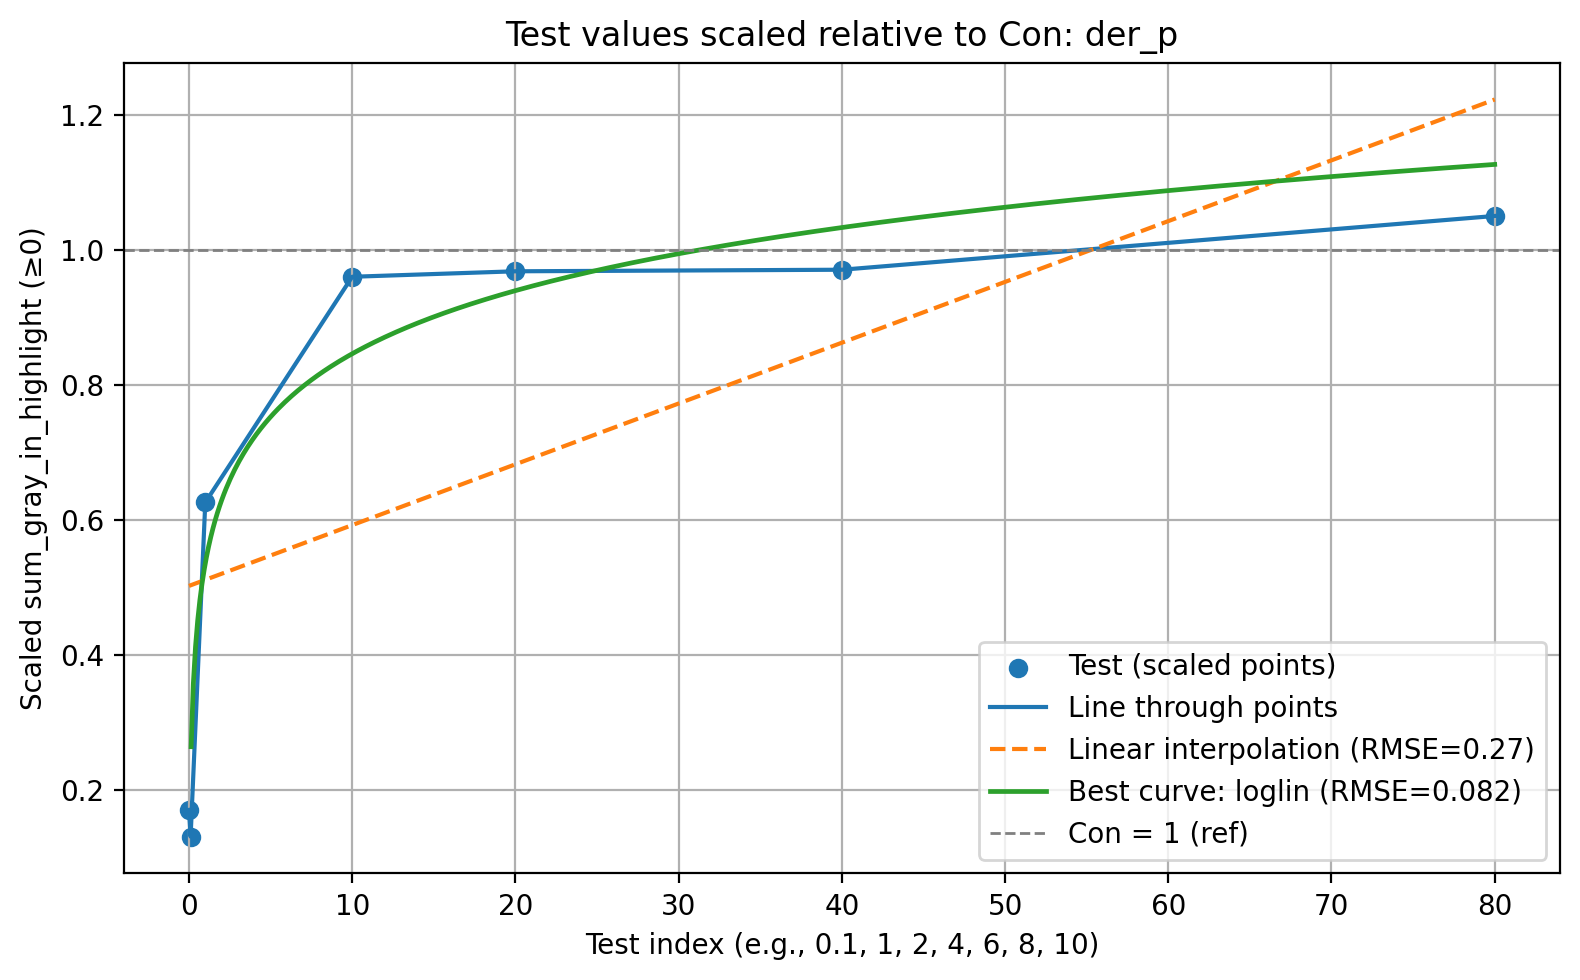 Test values scaled relative to Con: der_p
Scaled sum_gray_in_highlight (≥0)
1.2
1.0
0.8
0.6
0.4
0.2
Test (scaled points)
Line through points
Linear interpolation (RMSE=0.27)
Best curve: loglin (RMSE=0.082)
Con = 1 (ref)
0 10 20 30 40 50 60 70 80
Test index (e.g., 0.1, 1, 2, 4, 6, 8, 10)